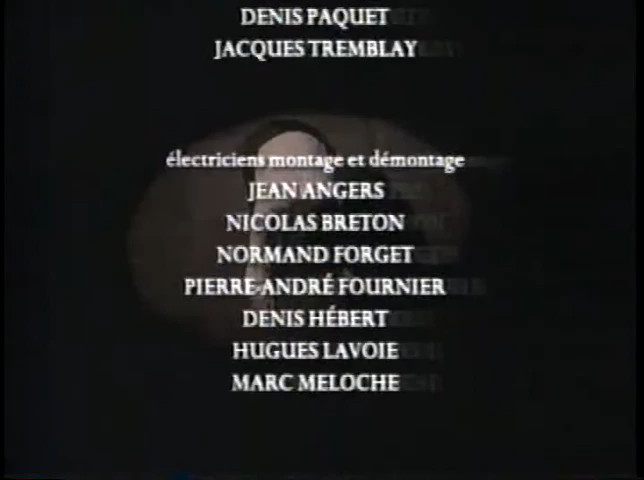 DENIS PAQUET
JACQUES TREMBLAY
électriciens montage et démontage
JEAN ANGERS
NICOLAS BRETON
NORMAND FORGET
PIERRE-ANDRÉ FOURNIER
DENIS HÉBERT
HUGUES LAVOIE
MARC MELOCHE